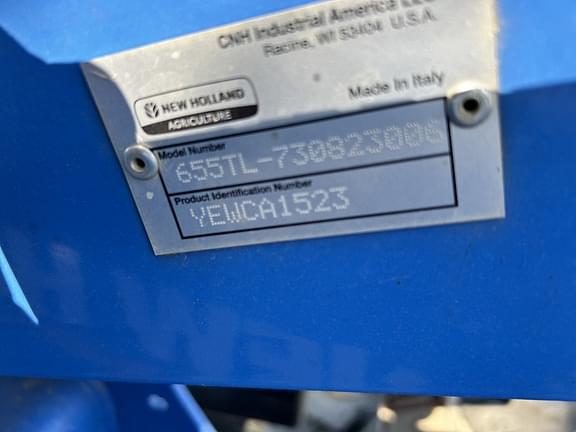 CNH Industrial America LLC
Racine, WI 53404 U.S.A.
Made in Italy
NEW HOLLAND
AGRICULTURE
Model Number
655TL-730823006
Product Identification Number
YEWCA1523